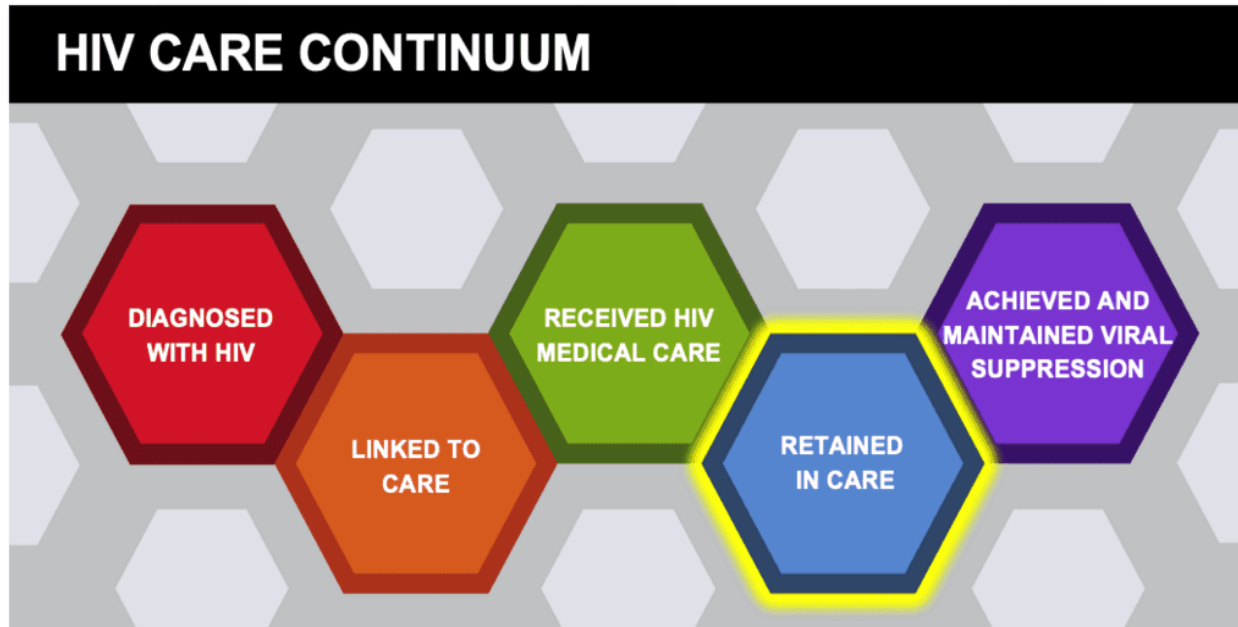 HIV CARE CONTINUUM
DIAGNOSED
WITH HIV
LINKED TO
CARE
RECEIVED HIV
MEDICAL CARE
RETAINED
IN CARE
ACHIEVED AND
MAINTAINED VIRAL
SUPPRESSION